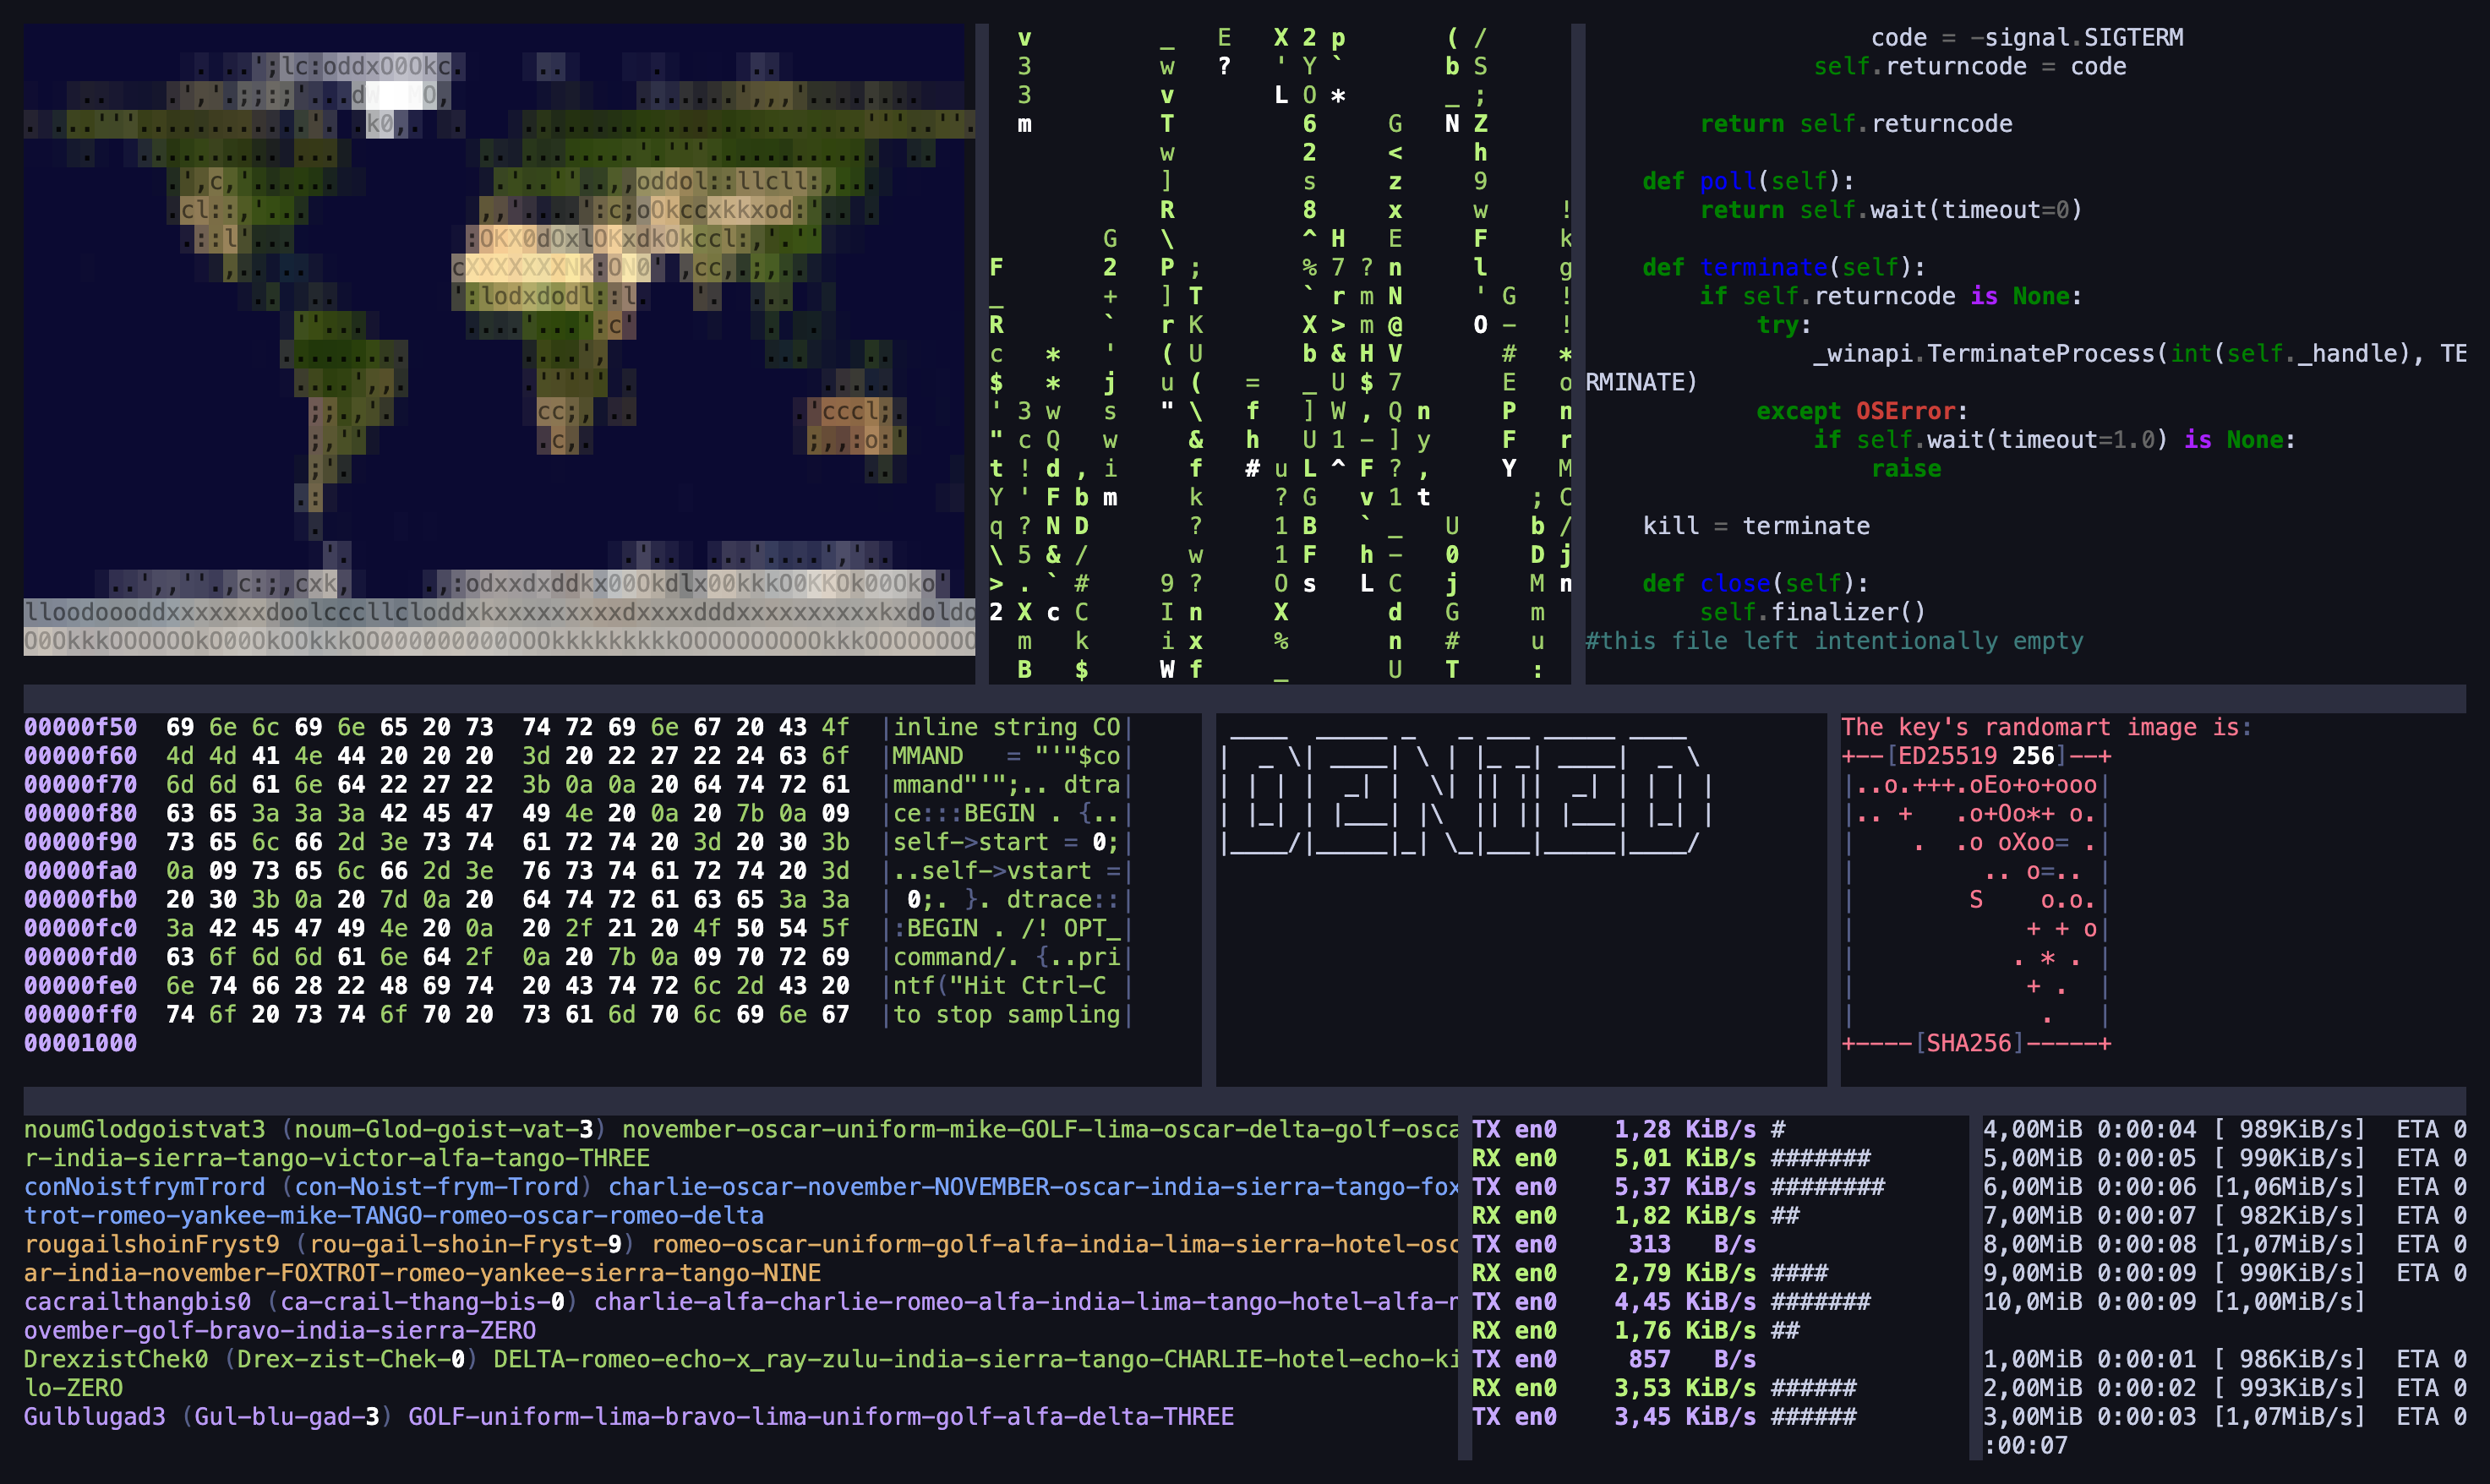 code = -signal.SIGTERM
self.returncode = code
return self.returncode
def poll(self):
return self.wait(timeout=0)
def terminate(self):
if self.returncode is None:
try:
_winapi.TerminateProcess(int(self._handle), TE
RMINATE)
except OSError:
if self.wait(timeout=1.0) is None:
raise
kill = terminate
def close(self):
self.finalizer()
#this file left intentionally empty
00000f50  69 6e 6c 69 6e 65 20 73  74 72 69 6e 67 20 43 4f  |inline string CO|
00000f60  4d 4d 41 4e 44 20 20 20  3d 20 22 27 22 24 63 6f  |MMAND   = "'"$co|
00000f70  6d 6d 61 6e 64 22 27 22  3b 0a 0a 20 64 74 72 61  |mmand"'";.. dtra|
00000f80  63 65 3a 3a 3a 42 45 47  49 4e 20 0a 20 7b 0a 09  |ce:::BEGIN . {..|
00000f90  73 65 6c 66 2d 3e 73 74  61 72 74 20 3d 20 30 3b  |self->start = 0;|
00000fa0  0a 09 73 65 6c 66 2d 3e  76 73 74 61 72 74 20 3d  |..self->vstart =|
00000fb0  20 30 3b 0a 20 7d 0a 20  64 74 72 61 63 65 3a 3a  | 0;. }. dtrace::|
00000fc0  3a 42 45 47 49 4e 20 0a  20 2f 21 20 4f 50 54 5f  |:BEGIN . /! OPT_|
00000fd0  63 6f 6d 6d 61 6e 64 2f  0a 20 7b 0a 09 70 72 69  |command/. {..pri|
00000fe0  6e 74 66 28 22 48 69 74  20 43 74 72 6c 2d 43 20  |ntf("Hit Ctrl-C |
00000ff0  74 6f 20 73 74 6f 70 20  73 61 6d 70 6c 69 6e 67  |to stop sampling|
00001000
DENIED
The key's randomart image is:
+--[ED25519 256]--+
|..o.+++.oEo+o+ooo|
|.. +   .o+Oo*+ o.|
|    .  .o oXoo= .|
|         .. o=.. |
|        S    o.o.|
|            + + o|
|           . * . |
|            + .  |
|             .   |
+----[SHA256]-----+
noumGlodgoistvat3 (noum-Glod-goist-vat-3) november-oscar-uniform-mike-GOLF-lima-oscar-delta-golf-osca
r-india-sierra-tango-victor-alfa-tango-THREE
conNoistfrymTrord (con-Noist-frym-Trord) charlie-oscar-november-NOVEMBER-oscar-india-sierra-tango-fox
trot-romeo-yankee-mike-TANGO-romeo-oscar-romeo-delta
rougailshoinFryst9 (rou-gail-shoin-Fryst-9) romeo-oscar-uniform-golf-alfa-india-lima-sierra-hotel-osc
ar-india-november-FOXTROT-romeo-yankee-sierra-tango-NINE
cacrailthangbis0 (ca-crail-thang-bis-0) charlie-alfa-charlie-romeo-alfa-india-lima-tango-hotel-alfa-n
ovember-golf-bravo-india-sierra-ZERO
DrexzistChek0 (Drex-zist-Chek-0) DELTA-romeo-echo-x_ray-zulu-india-sierra-tango-CHARLIE-hotel-echo-ki
lo-ZERO
Gulblugad3 (Gul-blu-gad-3) GOLF-uniform-lima-bravo-lima-uniform-golf-alfa-delta-THREE
TX en0    1,28 KiB/s #
RX en0    5,01 KiB/s #######
TX en0    5,37 KiB/s ########
RX en0    1,82 KiB/s ##
TX en0     313   B/s
RX en0    2,79 KiB/s ####
TX en0    4,45 KiB/s #######
RX en0    1,76 KiB/s ##
TX en0     857   B/s
RX en0    3,53 KiB/s ######
TX en0    3,45 KiB/s ######
4,00MiB 0:00:04 [ 989KiB/s]  ETA 0
5,00MiB 0:00:05 [ 990KiB/s]  ETA 0
6,00MiB 0:00:06 [1,06MiB/s]  ETA 0
7,00MiB 0:00:07 [ 982KiB/s]  ETA 0
8,00MiB 0:00:08 [1,07MiB/s]  ETA 0
9,00MiB 0:00:09 [ 990KiB/s]  ETA 0
10,0MiB 0:00:09 [1,00MiB/s]
1,00MiB 0:00:01 [ 986KiB/s]  ETA 0
2,00MiB 0:00:02 [ 993KiB/s]  ETA 0
3,00MiB 0:00:03 [1,07MiB/s]  ETA 0
:00:07